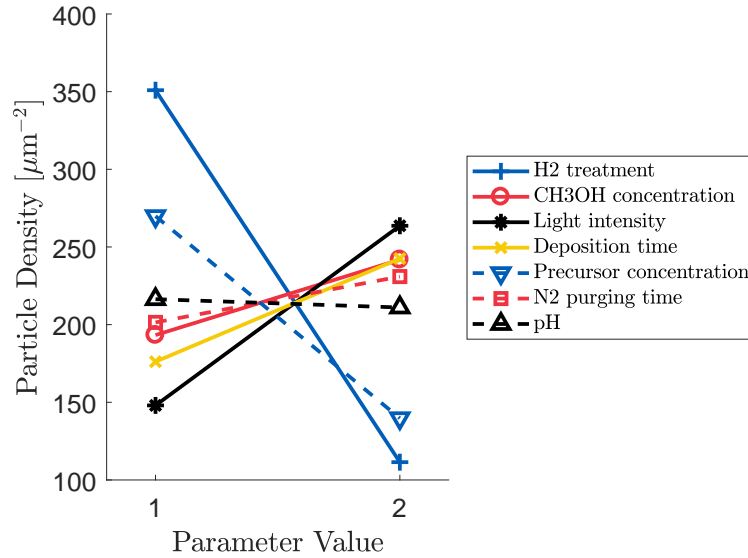 400
350
300
250
200
150
100
Particle Density [μm⁻²]
1
2
Parameter Value
H2 treatment
CH3OH concentration
Light intensity
Deposition time
Precursor concentration
N2 purging time
pH